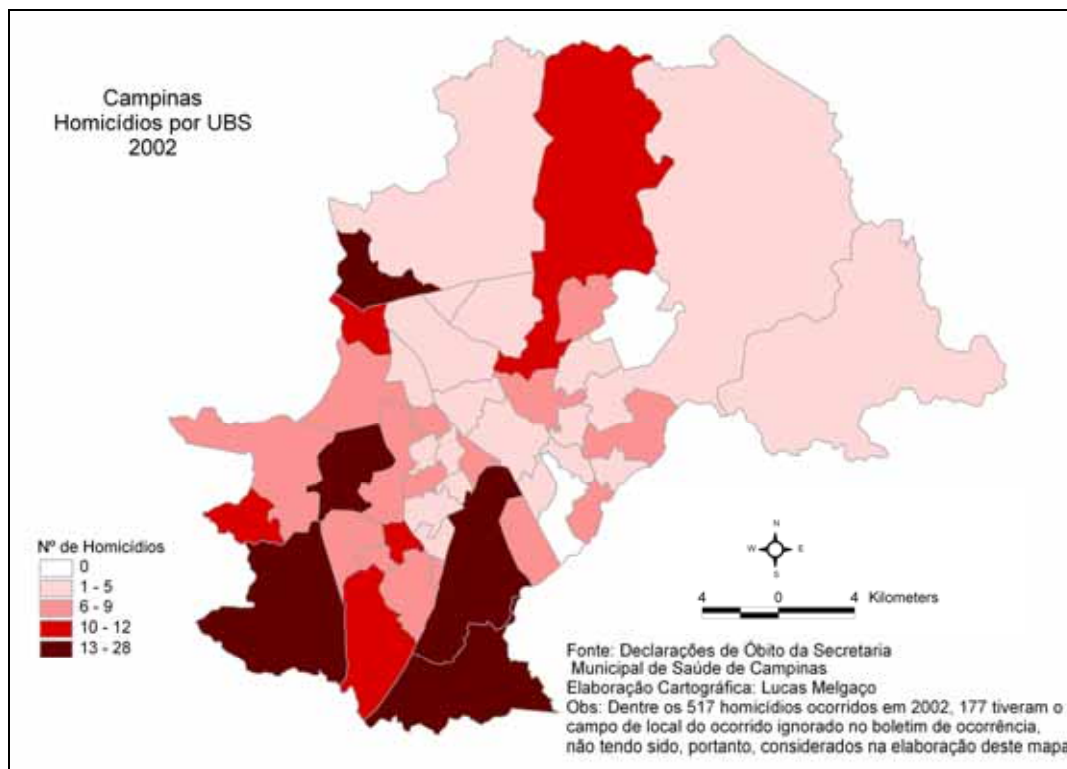 Campinas
Homicídios por UBS
2002
Nº de Homicídios
0
1 - 5
6 - 9
10 - 12
13 - 28
N
W E
S
4 0 4 Kilometers
Fonte: Declarações de Óbito da Secretaria
Municipal de Saúde de Campinas
Elaboração Cartográfica: Lucas Melgaço
Obs: Dentre os 517 homicídios ocorridos em 2002, 177 tiveram o
campo de local do ocorrido ignorado no boletim de ocorrência,
não tendo sido, portanto, considerados na elaboração deste mapa